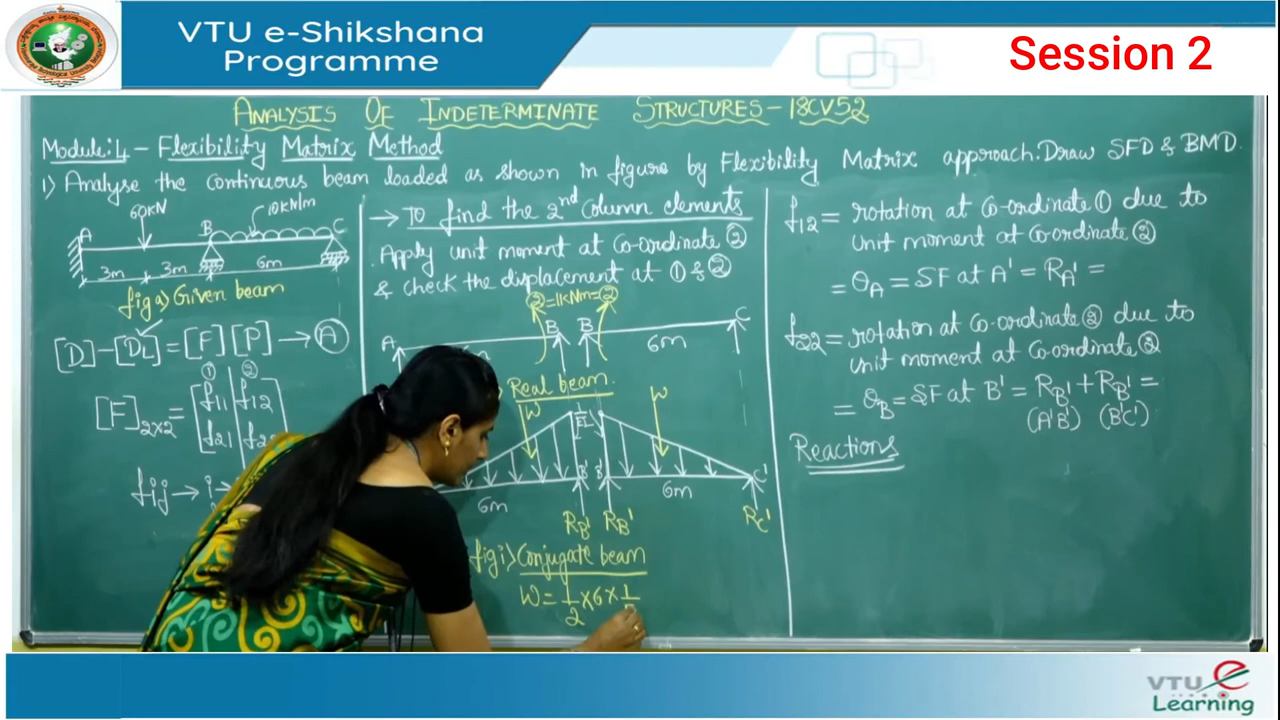 VTU e-Shikshana
Programme
Session 2
ANALYSIS OF INDETERMINATE STRUCTURES - 18CV52
Module:4 - Flexibility Matrix Method
1) Analyse the continuous beam loaded as shown in figure by Flexibility Matrix approach. Draw SFD & BMD.
60kN
10kN/m
A B C
3m 3m 6m
fig a) Given beam
[D] - [DL] = [F] [P] → Ⓐ
① ②
[F]2x2 = [f11 f12
f21
fij → i
→ To find the 2nd Column elements
Apply unit moment at Co-ordinate ②
& check the displacement at ① & ②
②=1kNm=②
A B B C
6m
Real beam.
W W
1/EI
B' B' C'
6m 6m
RB' RB' RC'
fig i) Conjugate beam
W = 1/2 x 6 x 1
f12 = rotation at Co-ordinate ① due to
unit moment at Co-ordinate ②
= θA = SF at A' = RA' =
f22 = rotation at Co-ordinate ② due to
unit moment at Co-ordinate ②
= θB = SF at B' = RB' + RB' =
(A'B') (B'C')
Reactions
VTU e
Learning